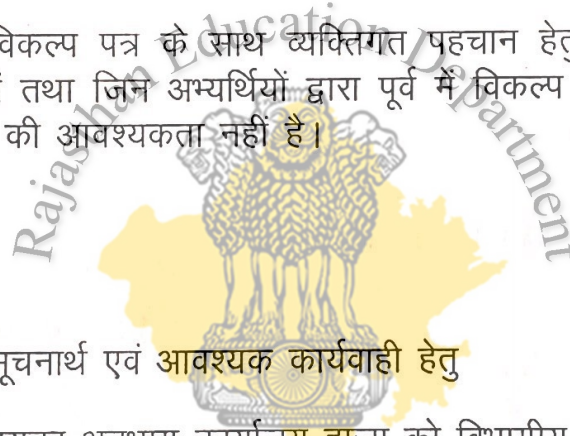 विकल्प पत्र के साथ व्यक्तिगत पहचान हेतु
तथा जिन अभ्यर्थियों द्वारा पूर्व में विकल्प
की आवश्यकता नहीं है।
Rajasthan Education Department
सूचनार्थ एवं आवश्यक कार्यवाही हेतु